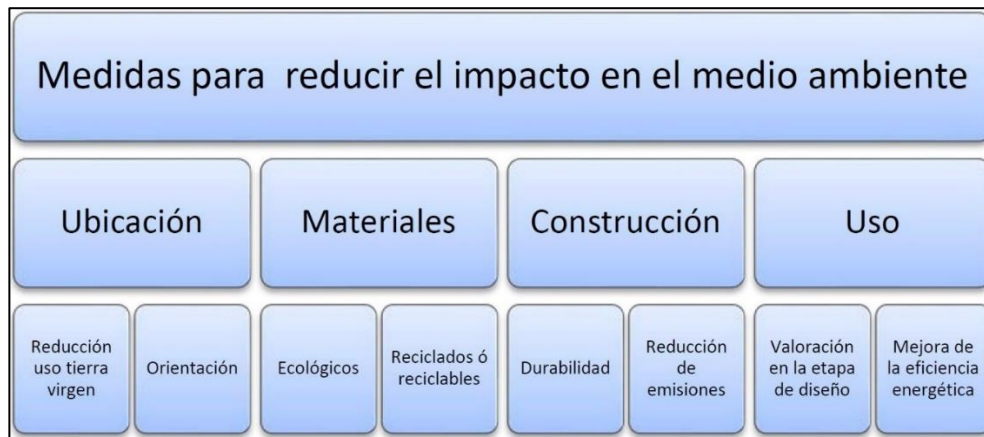 Medidas para reducir el impacto en el medio ambiente
Ubicación
Materiales
Construcción
Uso
Reducción
uso tierra
virgen
Orientación
Ecológicos
Reciclados ó
reciclables
Durabilidad
Reducción
de
emisiones
Valoración
en la etapa
de diseño
Mejora de
la eficiencia
energética